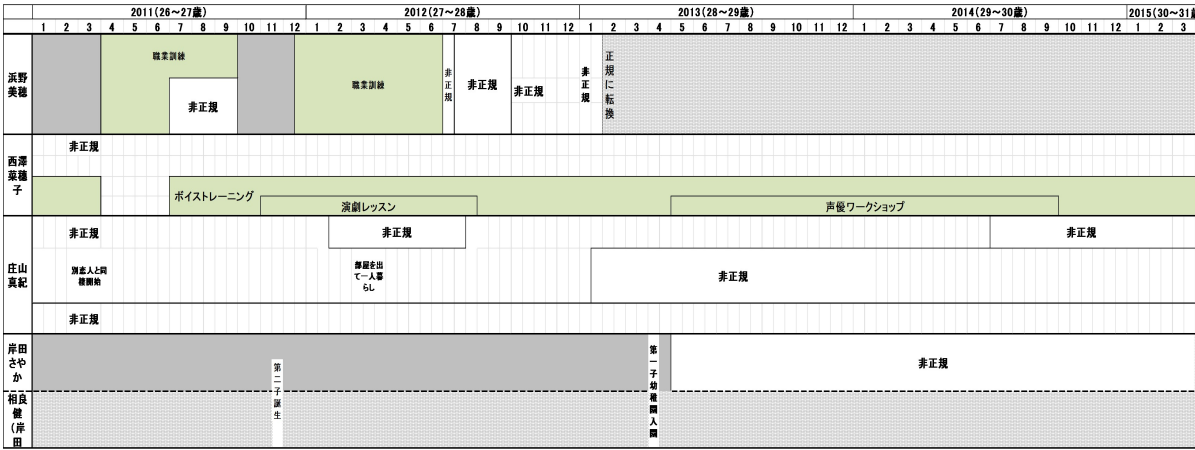 2011(26～27歳) 2012(27～28歳) 2013(28～29歳) 2014(29～30歳) 2015(30～31歳
1 2 3 4 5 6 7 8 9 10 11 12 1 2 3 4 5 6 7 8 9 10 11 12 1 2 3 4 5 6 7 8 9 10 11 12 1 2 3 4 5 6 7 8 9 10 11 12 1 2 3
浜野
美穂
職業訓練
非正規
職業訓練
非正規
非正規
非正規
非正規
正規に転換
西澤
菜穂
子
非正規
ボイストレーニング
演劇レッスン
声優ワークショップ
庄山
真紀
非正規
非正規
非正規
別恋人と同
棲開始
部屋を出
て一人暮
らし
非正規
非正規
岸田
さや
か
第二子誕生
第一子幼稚園入園
非正規
相良
健
(岸
田